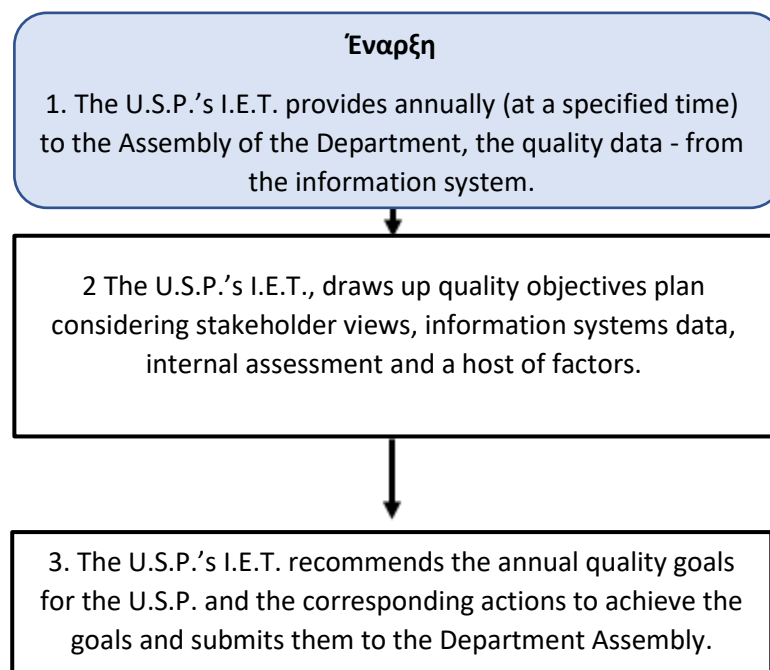 Έναρξη
1. The U.S.P.’s I.E.T. provides annually (at a specified time)
to the Assembly of the Department, the quality data - from
the information system.
2 The U.S.P.’s I.E.T., draws up quality objectives plan
considering stakeholder views, information systems data,
internal assessment and a host of factors.
3. The U.S.P.’s I.E.T. recommends the annual quality goals
for the U.S.P. and the corresponding actions to achieve the
goals and submits them to the Department Assembly.